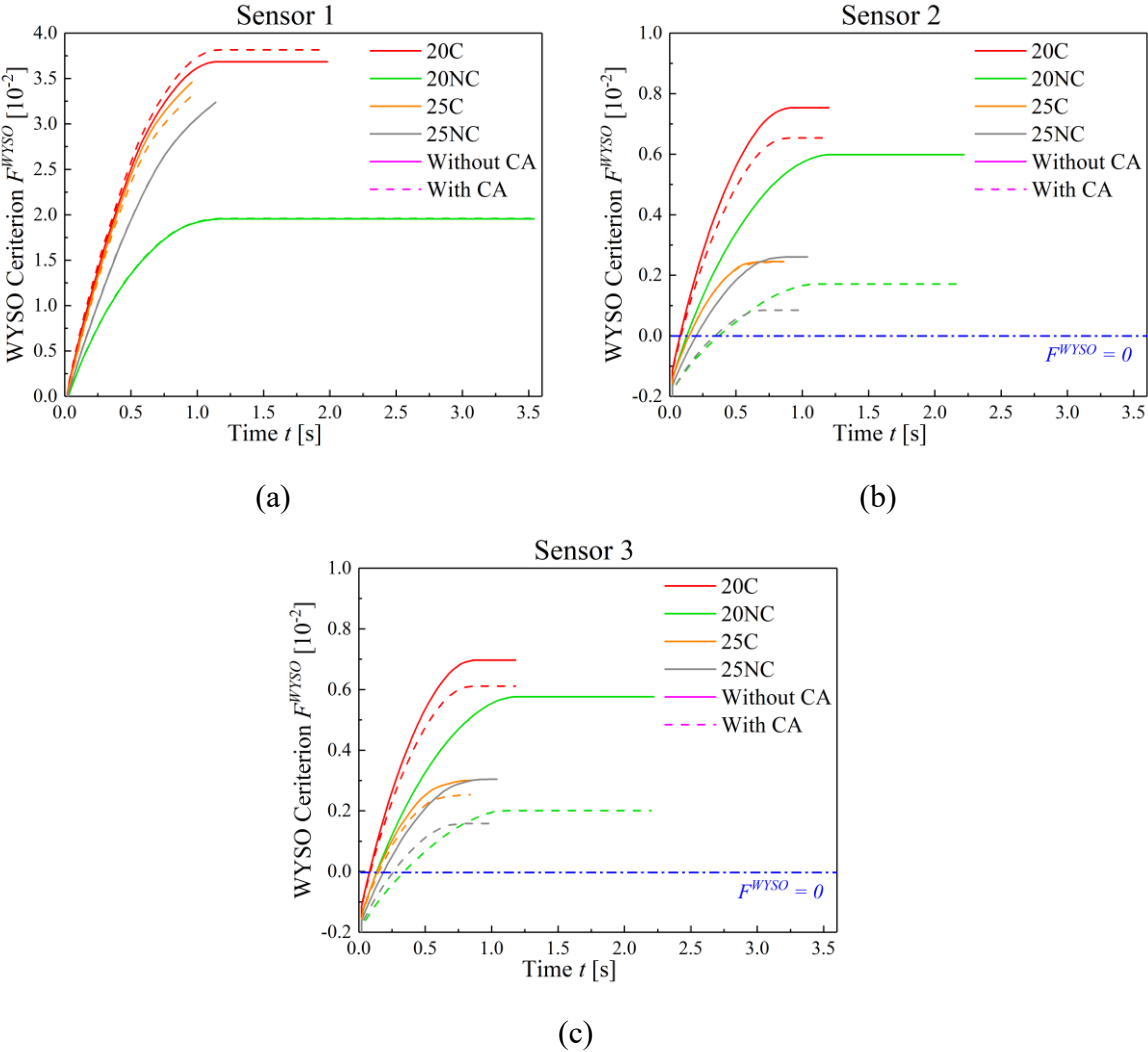 Sensor 1
WYSO Ceriterion F^WYSO [10^-2]
4.0
3.5
3.0
2.5
2.0
1.5
1.0
0.5
0.0
20C
20NC
25C
25NC
Without CA
With CA
0.0 0.5 1.0 1.5 2.0 2.5 3.0 3.5
Time t [s]
(a)
Sensor 2
WYSO Ceriterion F^WYSO [10^-2]
1.0
0.8
0.6
0.4
0.2
0.0
-0.2
20C
20NC
25C
25NC
Without CA
With CA
F^WYSO = 0
0.0 0.5 1.0 1.5 2.0 2.5 3.0 3.5
Time t [s]
(b)
Sensor 3
WYSO Ceriterion F^WYSO [10^-2]
1.0
0.8
0.6
0.4
0.2
0.0
-0.2
20C
20NC
25C
25NC
Without CA
With CA
F^WYSO = 0
0.0 0.5 1.0 1.5 2.0 2.5 3.0 3.5
Time t [s]
(c)